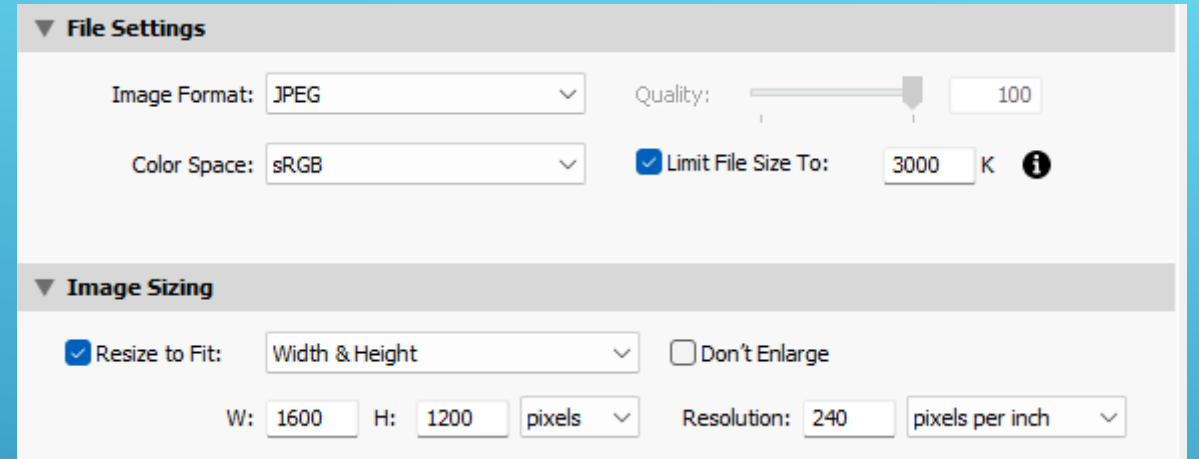 File Settings
Image Format: JPEG Quality: 100
Color Space: sRGB Limit File Size To: 3000 K
Image Sizing
Resize to Fit: Width & Height Don't Enlarge
W: 1600 H: 1200 pixels Resolution: 240 pixels per inch